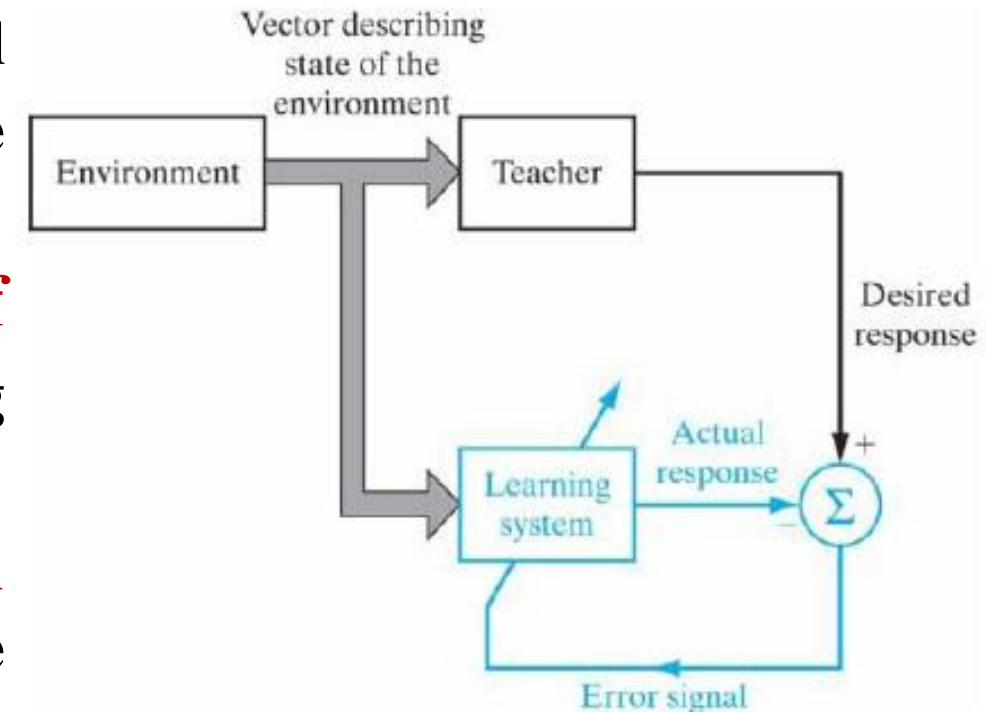 Vector describing
state of the
environment
Environment
Teacher
Desired
response
Actual
response
+
Learning
system
−
Σ
Error signal